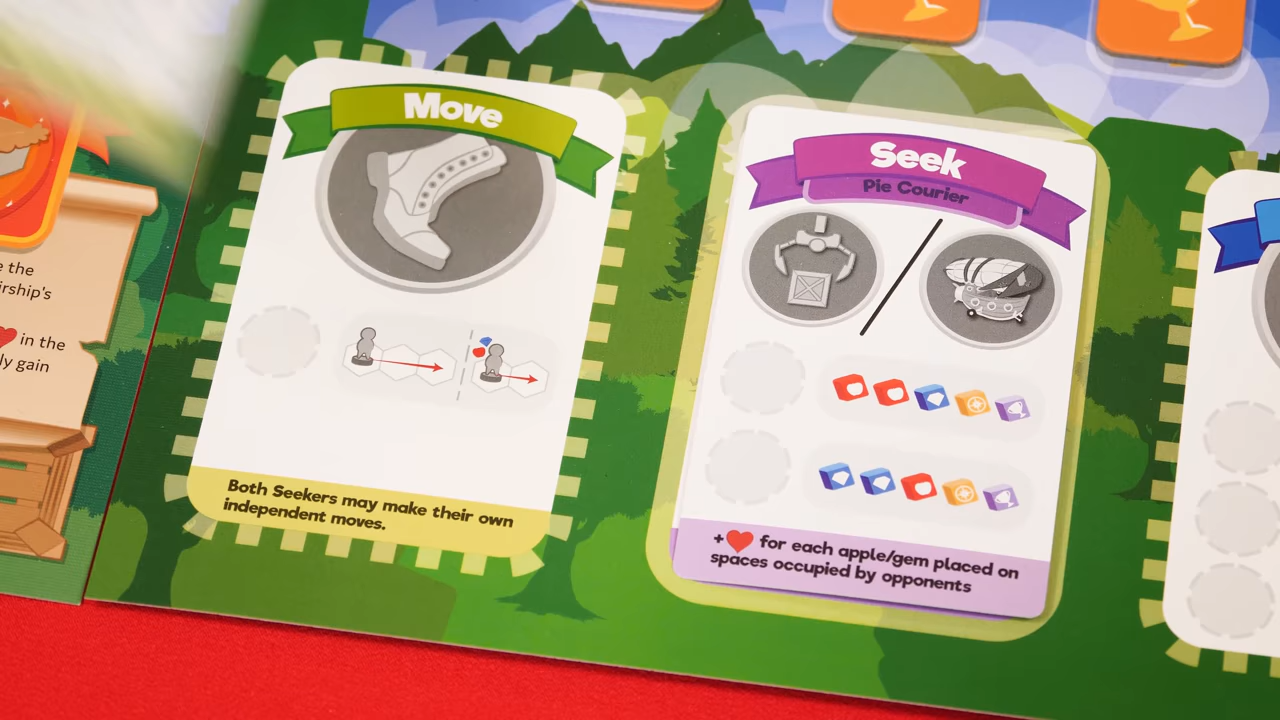 e the
irship's
in the
ly gain
Move
Both Seekers may make their own
independent moves.
Seek
Pie Courier
+ for each apple/gem placed on
spaces occupied by opponents